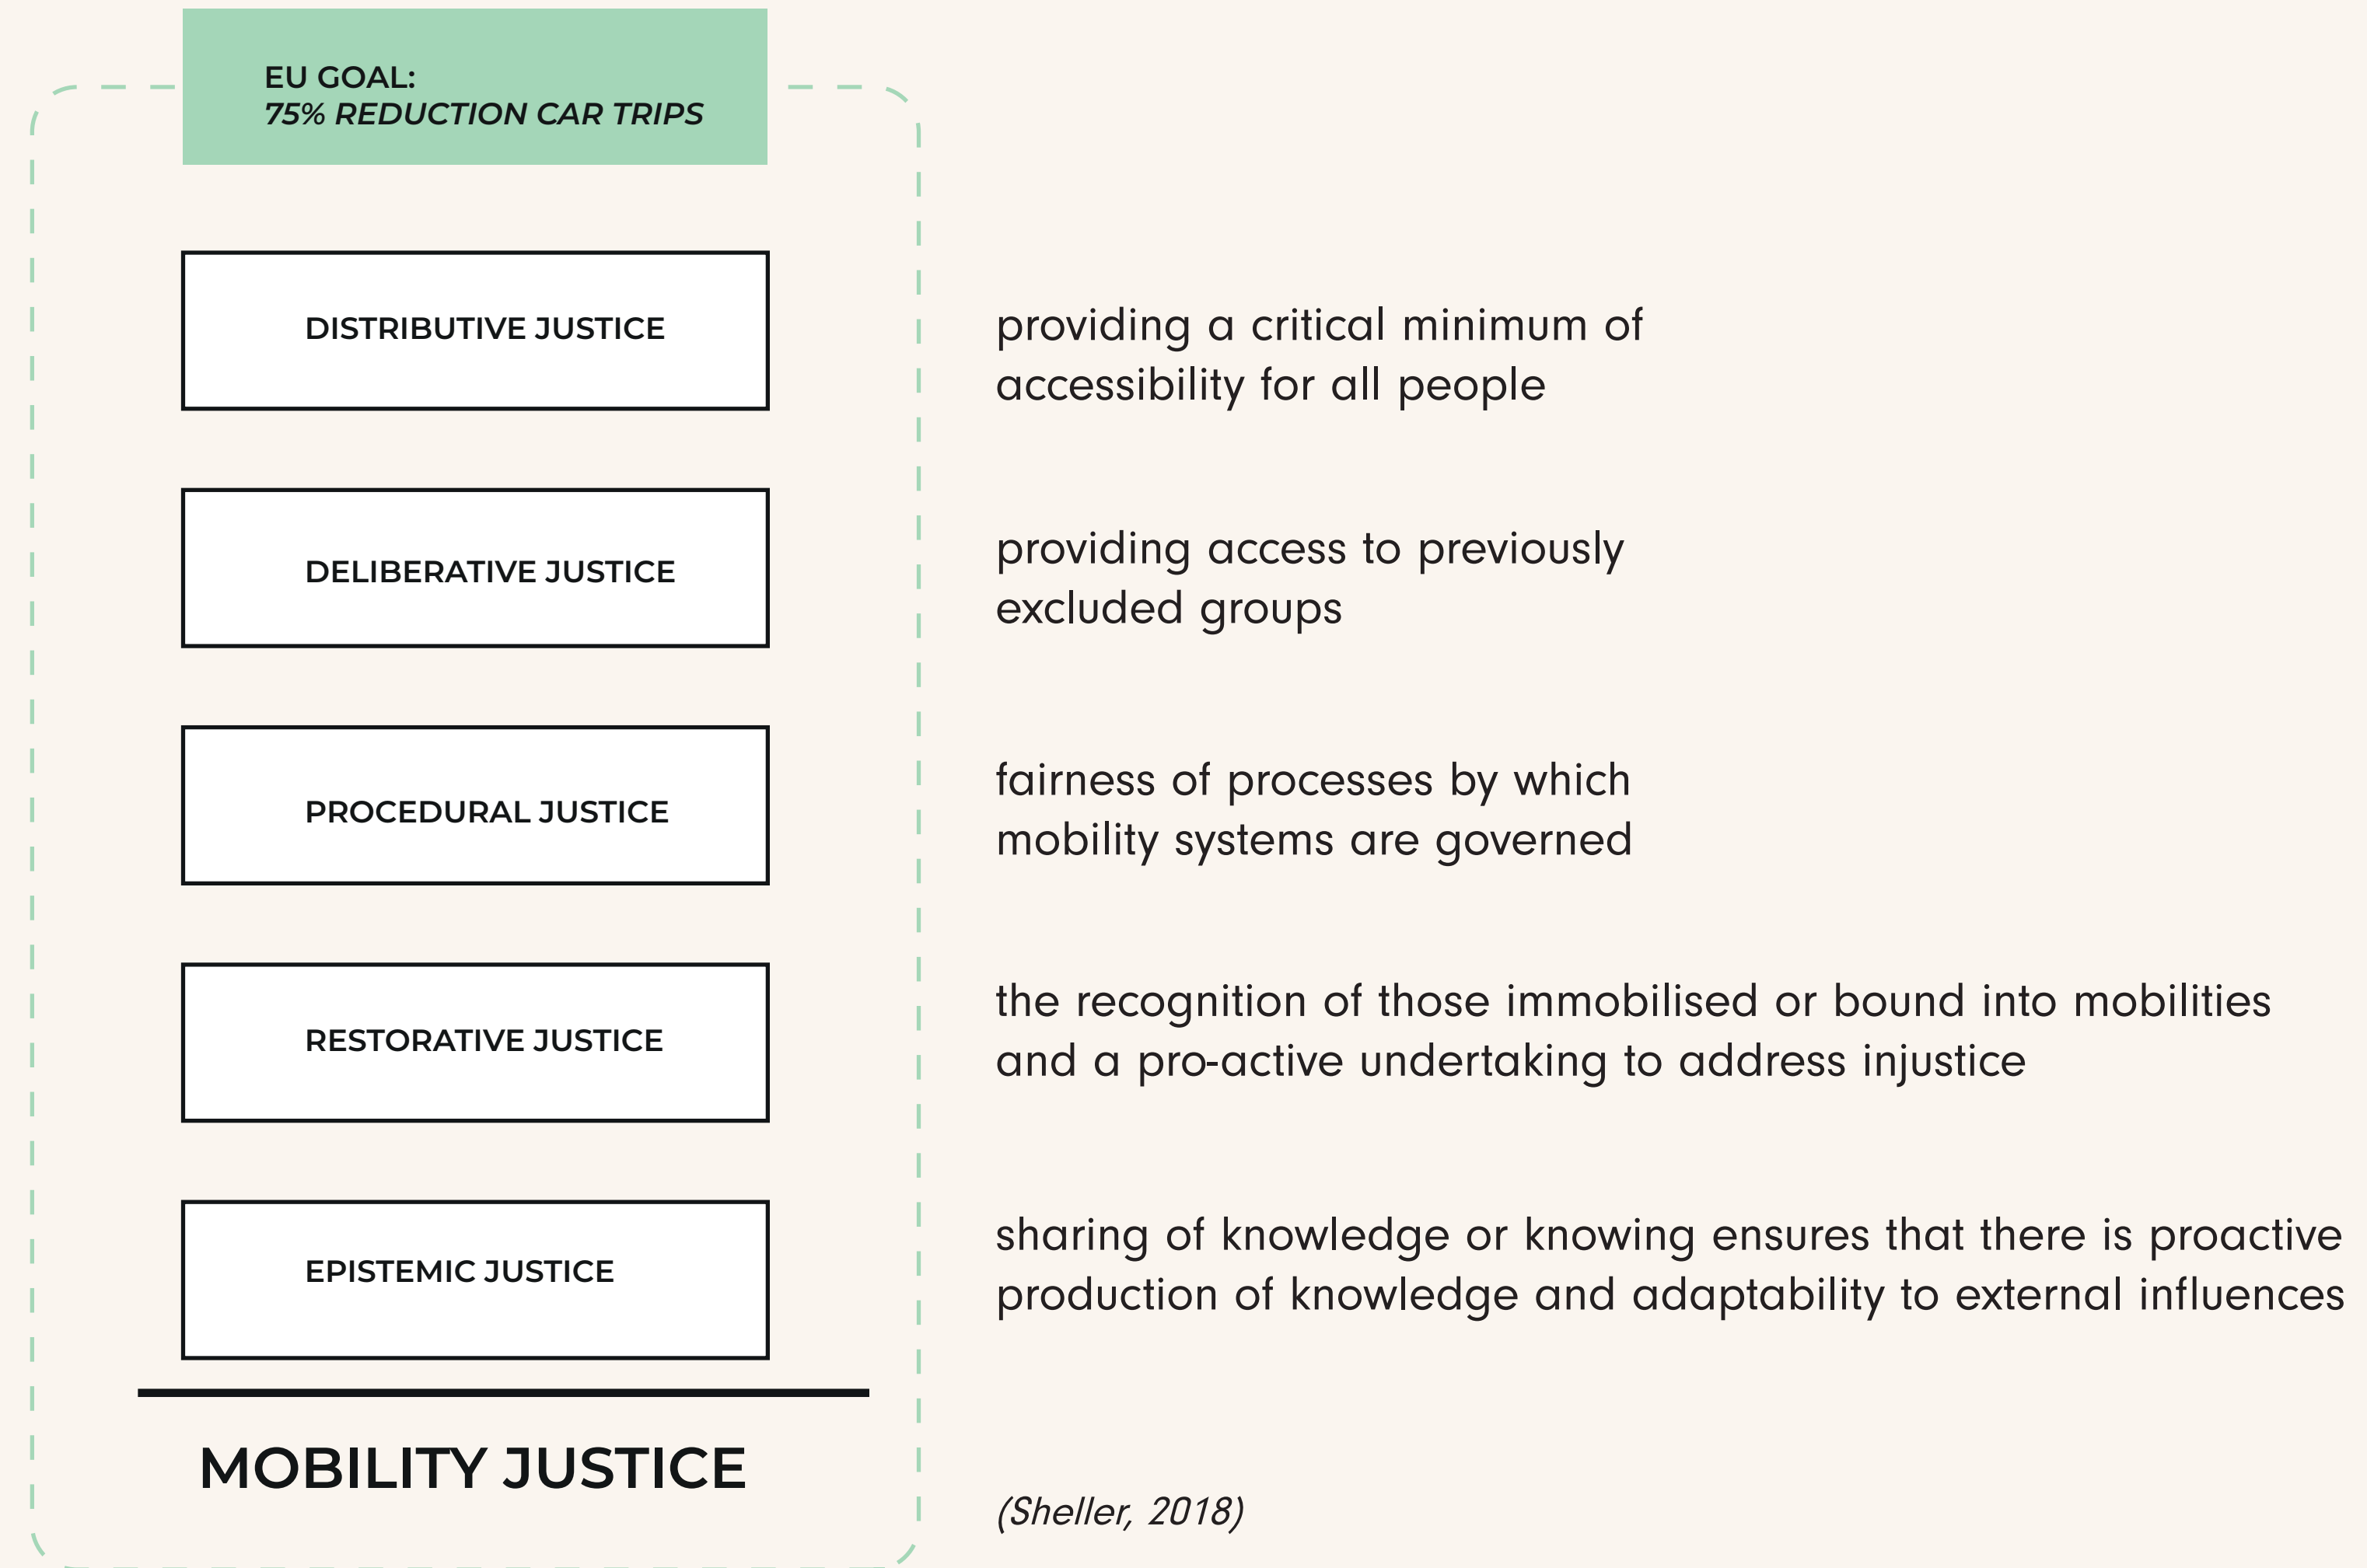 EU GOAL:
75% REDUCTION CAR TRIPS
DISTRIBUTIVE JUSTICE
providing a critical minimum of
accessibility for all people
DELIBERATIVE JUSTICE
providing access to previously
excluded groups
PROCEDURAL JUSTICE
fairness of processes by which
mobility systems are governed
RESTORATIVE JUSTICE
the recognition of those immobilised or bound into mobilities
and a pro-active undertaking to address injustice
EPISTEMIC JUSTICE
sharing of knowledge or knowing ensures that there is proactive
production of knowledge and adaptability to external influences
MOBILITY JUSTICE
(Sheller, 2018)